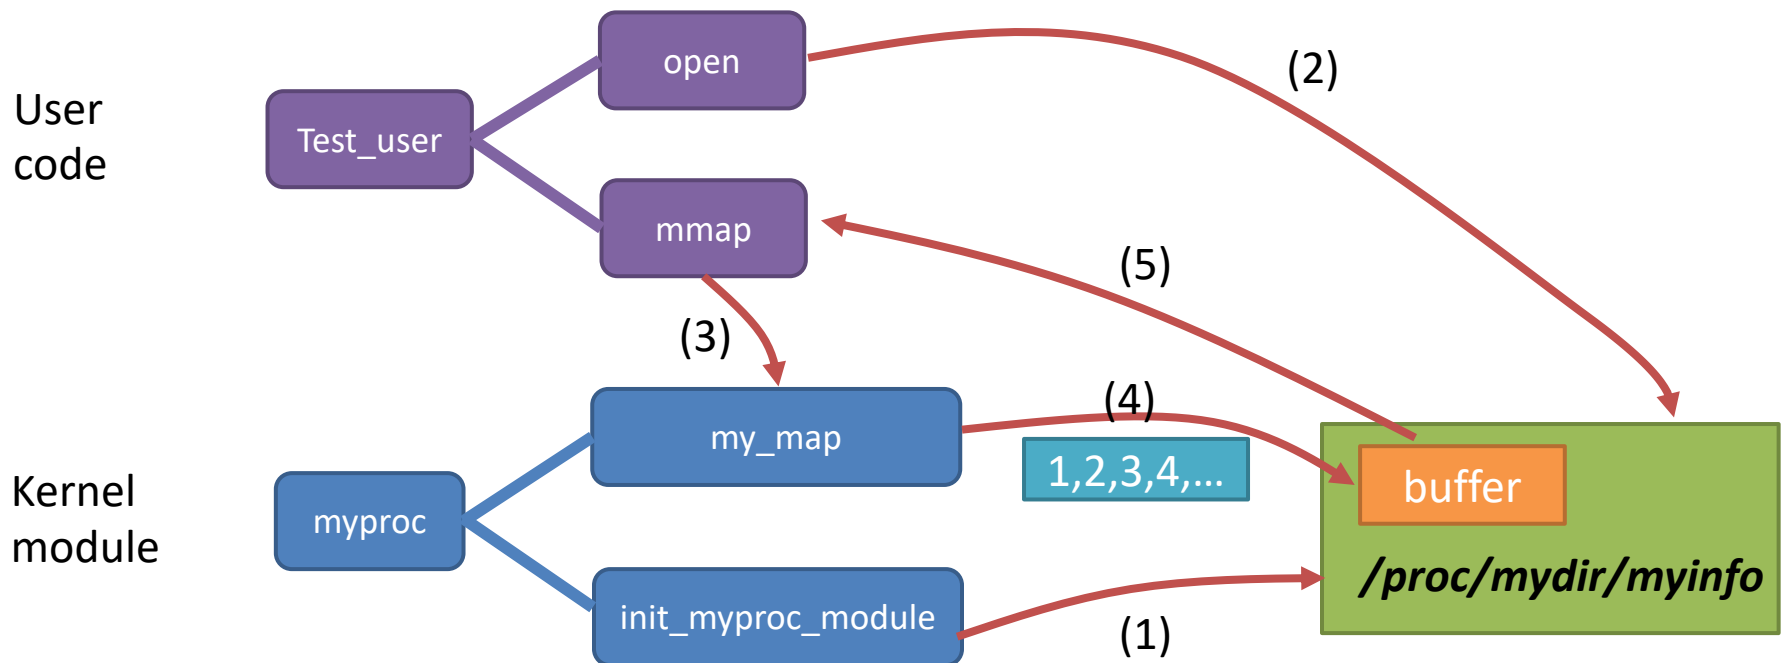 open
(2)
User
code
Test_user
mmap
(5)
(3)
(4)
my_map
1,2,3,4,...
buffer
Kernel
module
myproc
/proc/mydir/myinfo
init_myproc_module
(1)